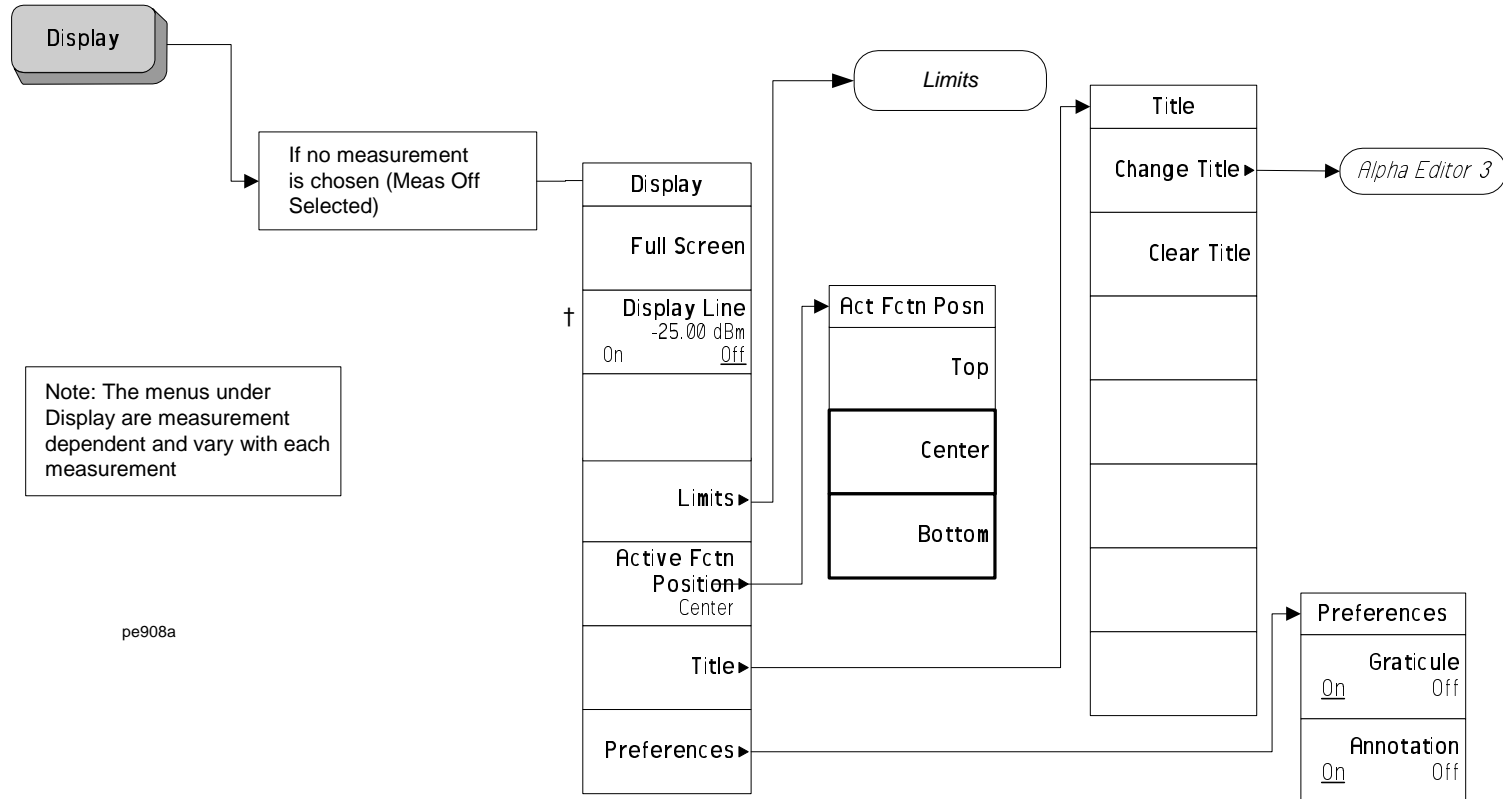 Display
If no measurement
is chosen (Meas Off
Selected)
Note: The menus under
Display are measurement
dependent and vary with each
measurement
pe908a
Display
Full Screen
†
Display Line
-25.00 dBm
On Off
Limits
Active Fctn
Position
Center
Title
Preferences
Limits
Act Fctn Posn
Top
Center
Bottom
Title
Change Title
Clear Title
Alpha Editor 3
Preferences
Graticule
On Off
Annotation
On Off